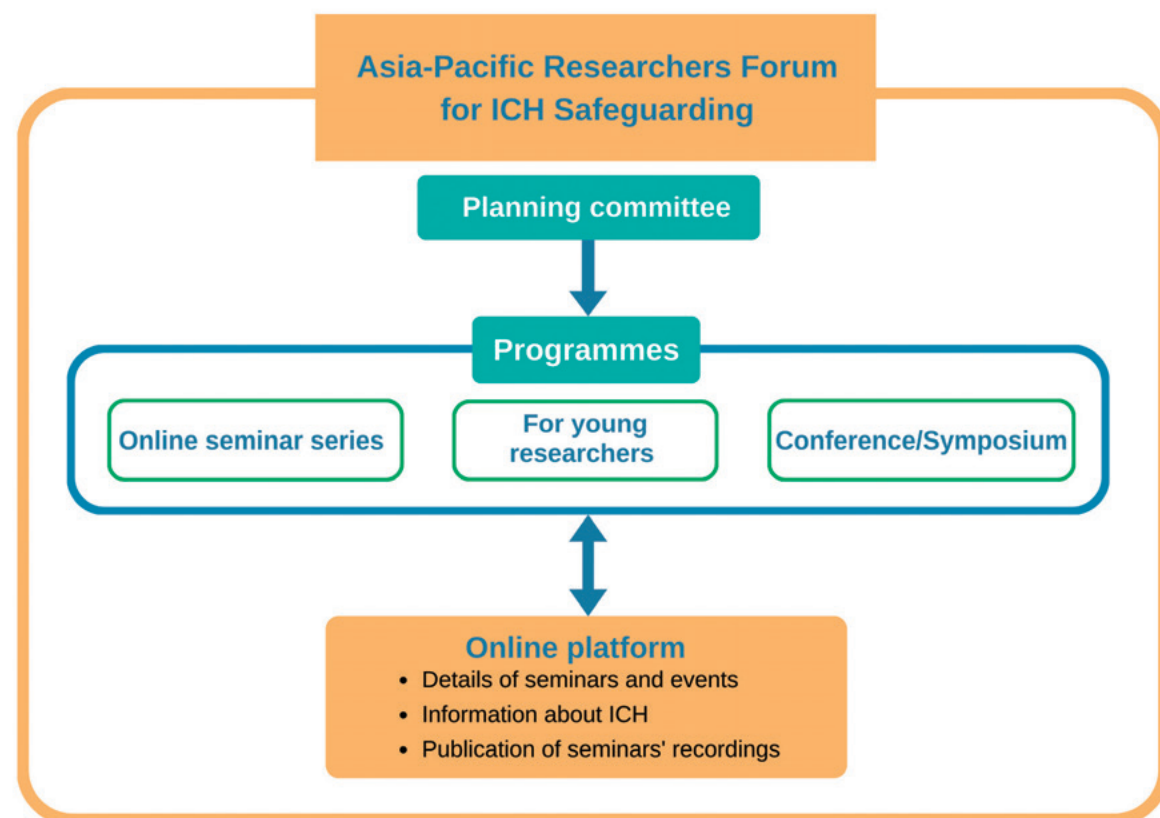 Asia-Pacific Researchers Forum
for ICH Safeguarding
Planning committee
Programmes
Online seminar series
For young
researchers
Conference/Symposium
Online platform
• Details of seminars and events
• Information about ICH
• Publication of seminars' recordings